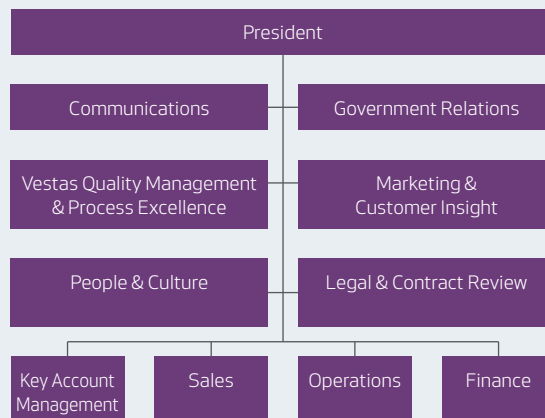 President
Communications
Government Relations
Vestas Quality Management
& Process Excellence
Marketing &
Customer Insight
People & Culture
Legal & Contract Review
Key Account
Management
Sales
Operations
Finance